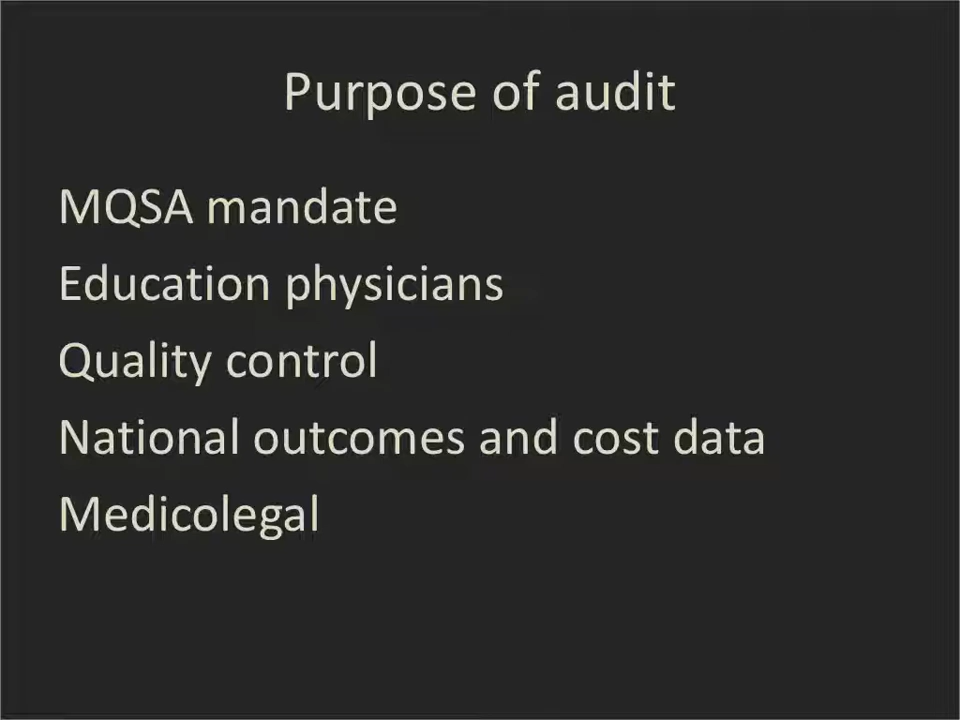 Purpose of audit
MQSA mandate
Education physicians
Quality control
National outcomes and cost data
Medicolegal